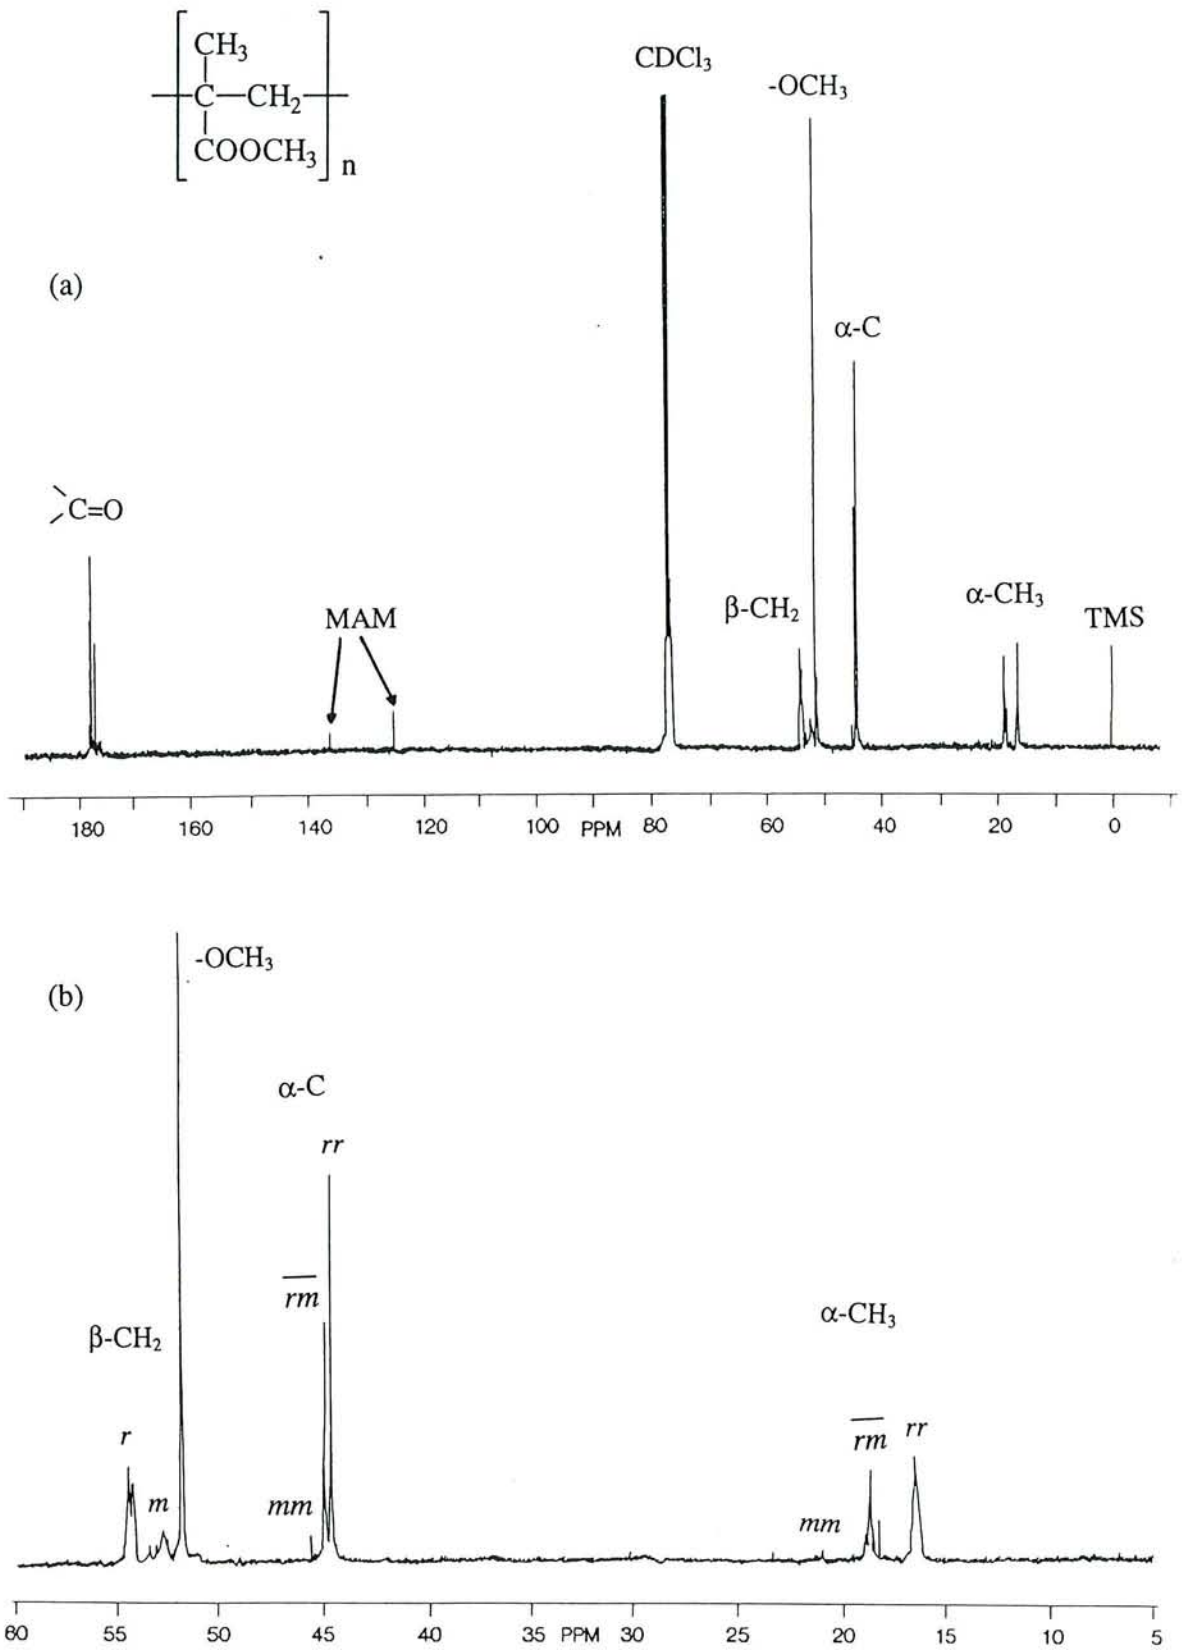 CH₃
C—CH₂
COOCH₃
n
(a)
CDCl₃
-OCH₃
α-C
C=O
MAM
β-CH₂
α-CH₃
TMS
180 160 140 120 100 PPM 80 60 40 20 0
(b)
-OCH₃
α-C
rr
rm
β-CH₂
α-CH₃
r
m
mm
mm
rm
rr
60 55 50 45 40 35 PPM 30 25 20 15 10 5